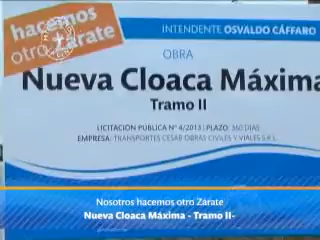 hacemos
otro Zárate
INTENDENTE OSVALDO CÁFFARO
OBRA
Nueva Cloaca Máxima
Tramo II
LICITACIÓN PÚBLICA Nº 4/2013 | PLAZO: 360 DÍAS
EMPRESA: TRANSPORTES CESAR OBRAS CIVILES Y VIALES S.R.L.
Nosotros hacemos otro Zárate
Nueva Cloaca Máxima - Tramo II-